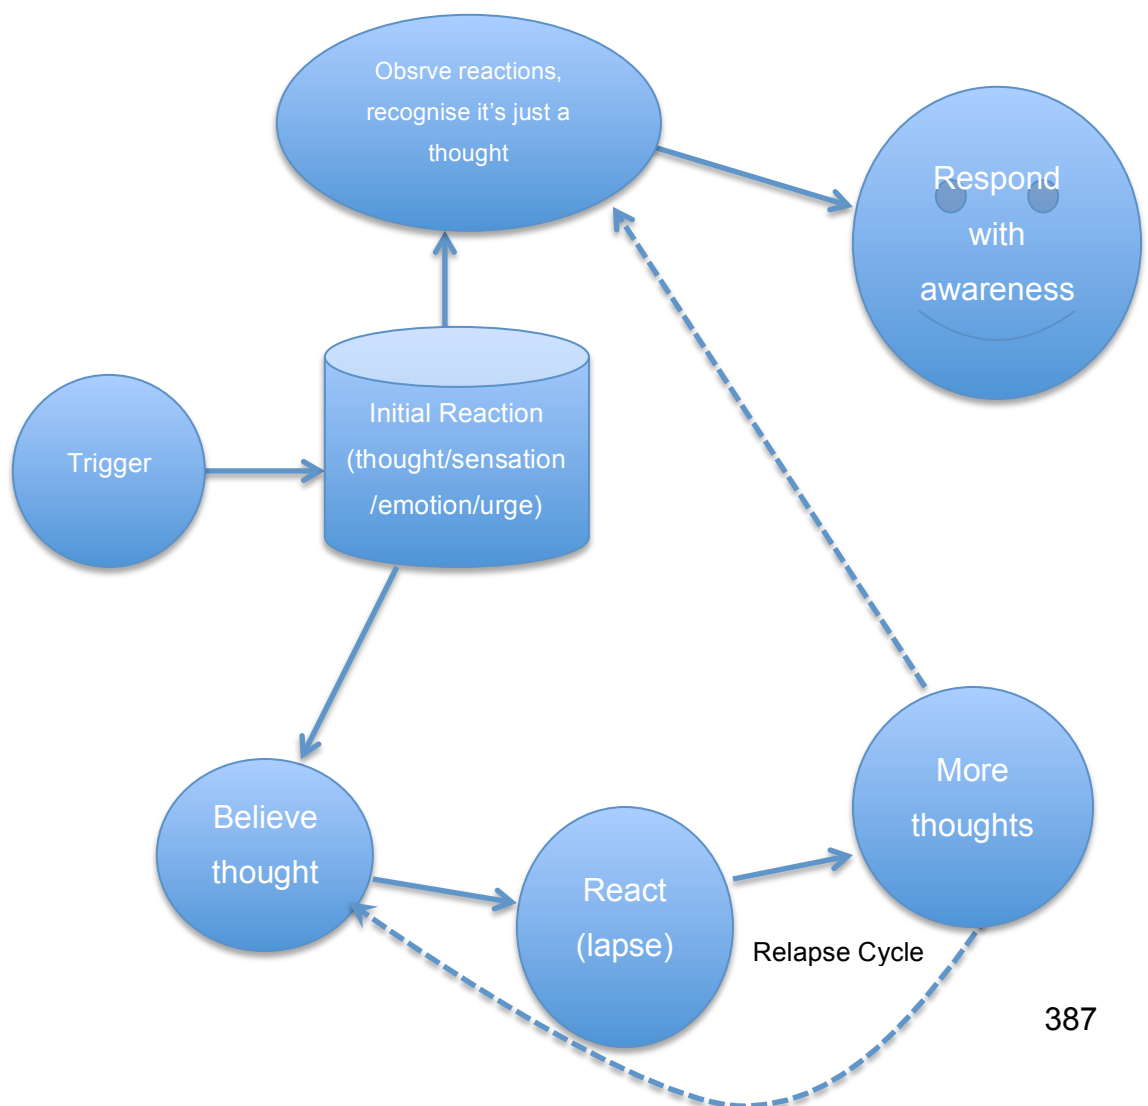 Obsrve reactions,
recognise it's just a
thought
Respond
with
awareness
Initial Reaction
(thought/sensation
/emotion/urge)
Trigger
More
thoughts
Believe
thought
React
(lapse)
Relapse Cycle
387